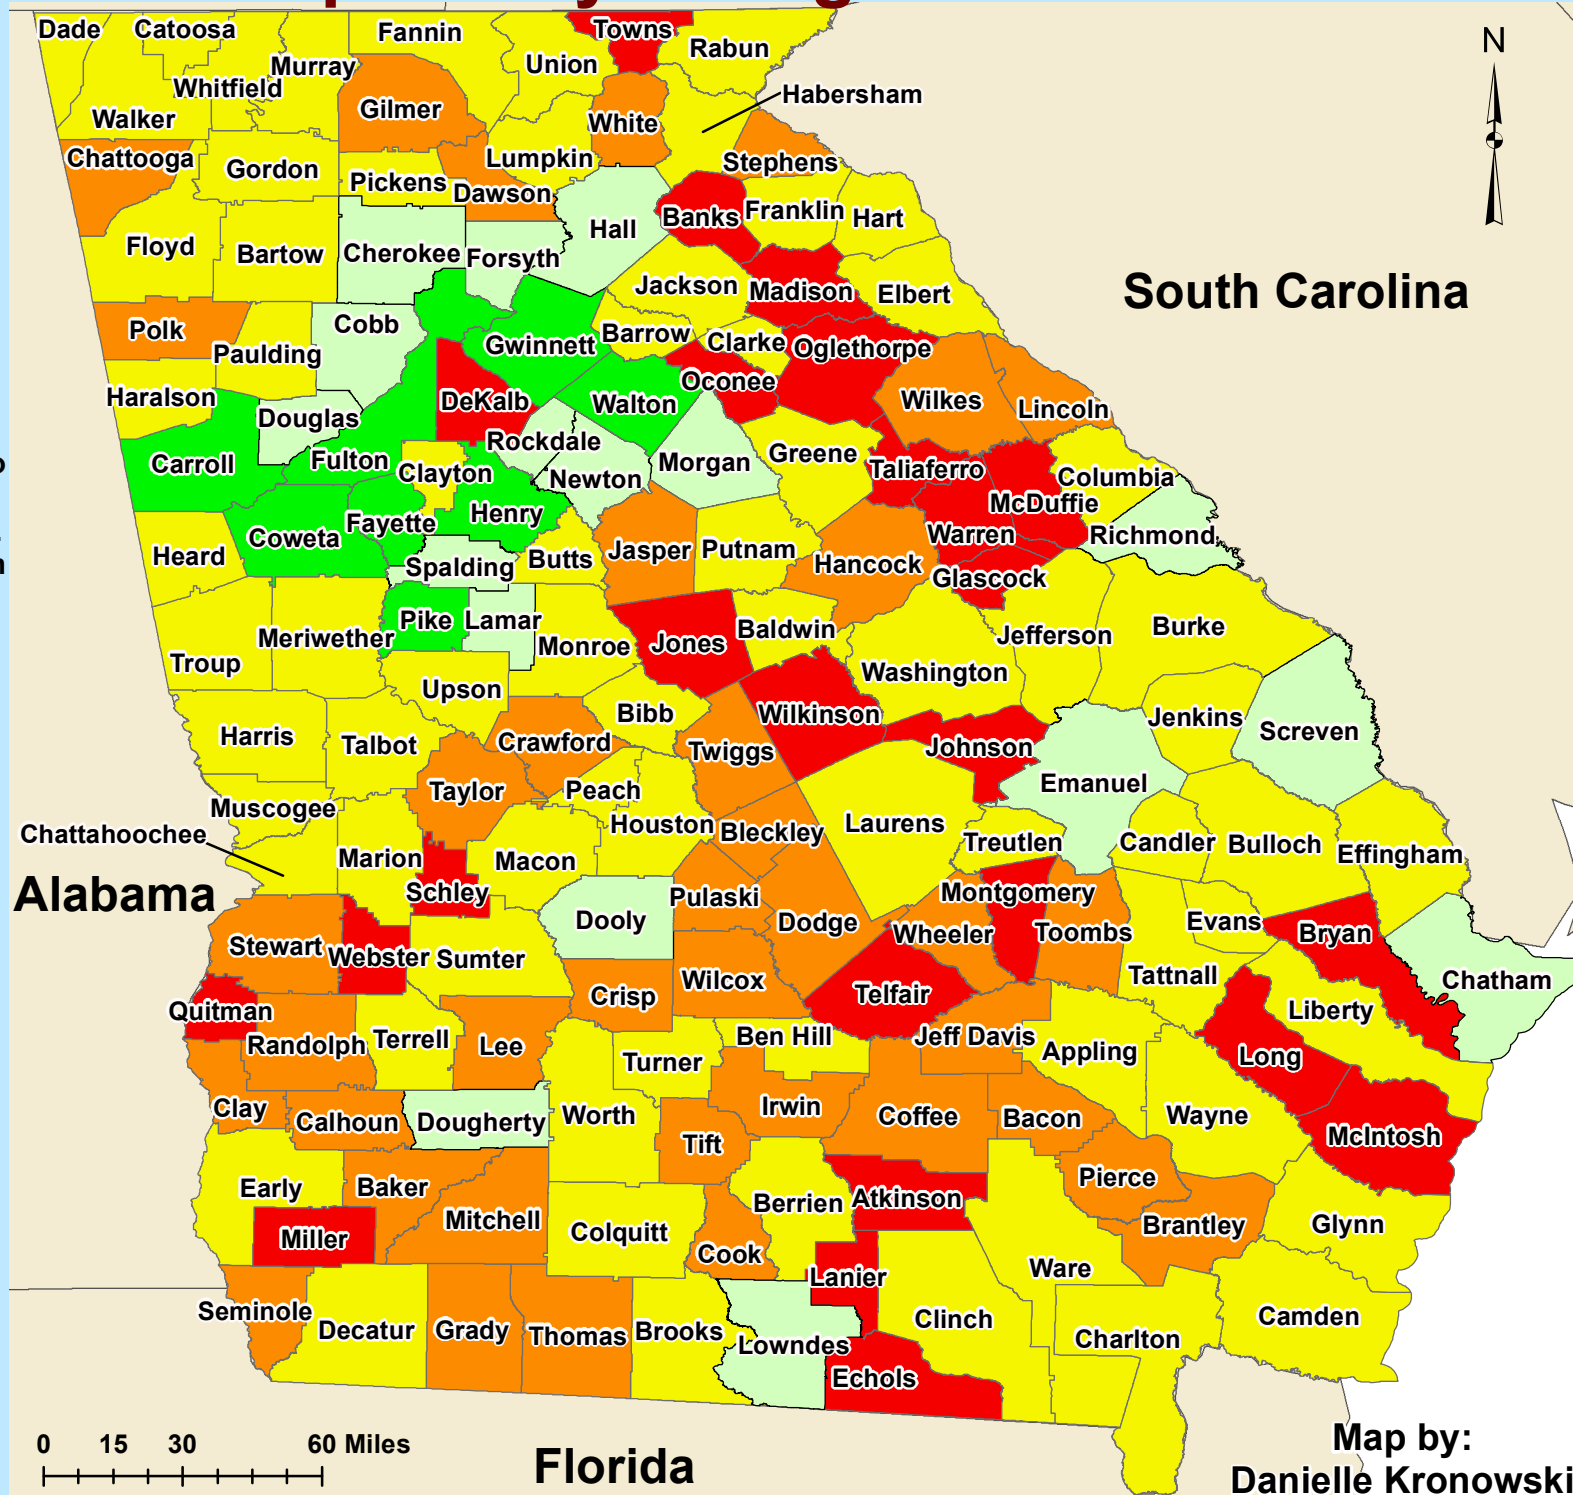 Dade
Catoosa
Fannin
Towns
Rabun
Union
Murray
Whitfield
Walker
Gilmer
White
Habersham
N
Chattooga
Gordon
Pickens
Lumpkin
Dawson
Stephens
Floyd
Bartow
Cherokee
Forsyth
Hall
Banks
Franklin
Hart
Jackson
Madison
Elbert
South Carolina
Polk
Paulding
Cobb
Gwinnett
Barrow
Clarke
Oglethorpe
Haralson
Douglas
DeKalb
Walton
Oconee
Wilkes
Lincoln
Carroll
Fulton
Clayton
Rockdale
Newton
Morgan
Greene
Taliaferro
Columbia
McDuffie
Heard
Coweta
Fayette
Henry
Spalding
Butts
Jasper
Putnam
Hancock
Warren
Richmond
Glascock
Troup
Meriwether
Pike
Lamar
Monroe
Jones
Baldwin
Washington
Jefferson
Burke
Upson
Harris
Talbot
Crawford
Bibb
Twiggs
Wilkinson
Johnson
Jenkins
Screven
Emanuel
Muscogee
Taylor
Peach
Houston
Bleckley
Laurens
Treutlen
Candler
Bulloch
Effingham
Chattahoochee
Marion
Macon
Schley
Alabama
Dooly
Pulaski
Dodge
Montgomery
Wheeler
Toombs
Evans
Bryan
Stewart
Webster
Sumter
Crisp
Wilcox
Telfair
Tattnall
Chatham
Liberty
Quitman
Randolph
Terrell
Lee
Turner
Ben Hill
Jeff Davis
Appling
Long
Clay
Calhoun
Dougherty
Worth
Tift
Irwin
Coffee
Bacon
Wayne
McIntosh
Early
Baker
Mitchell
Colquitt
Berrien
Atkinson
Pierce
Brantley
Glynn
Miller
Cook
Lanier
Ware
Seminole
Decatur
Grady
Thomas
Brooks
Lowndes
Clinch
Echols
Charlton
Camden
0 15 30 60 Miles
Florida
Map by:
Danielle Kronowski